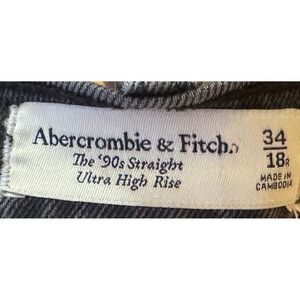 Abercrombie & Fitch.
The '90s Straight
Ultra High Rise
34
18R
MADE IN
CAMBODIA